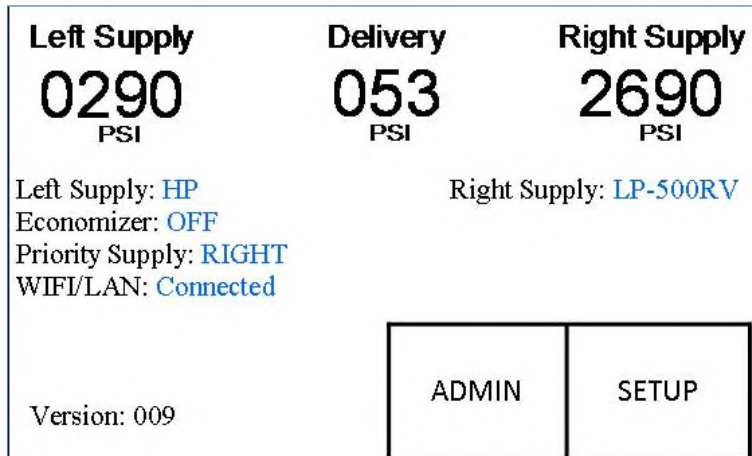 Left Supply Delivery Right Supply
0290 053 2690
PSI PSI PSI
Left Supply: HP Right Supply: LP-500RV
Economizer: OFF
Priority Supply: RIGHT
WIFI/LAN: Connected
ADMIN SETUP
Version: 009